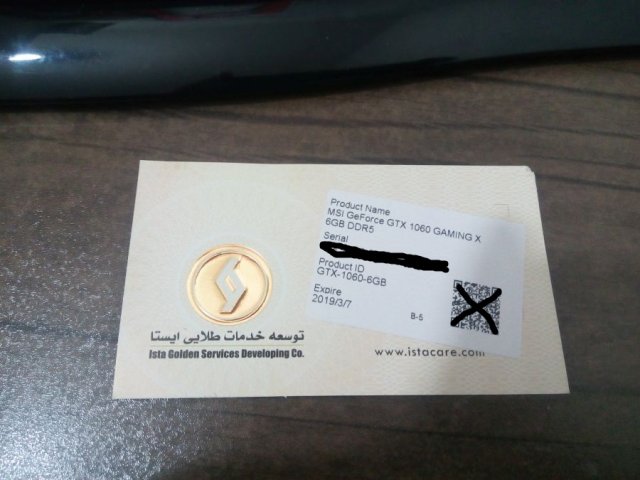 Product Name
MSI GeForce GTX 1060 GAMING X
6GB DDR5
Serial
Product ID
GTX-1060-6GB
Expire
2019/3/7
B-5
توسعه خدمات طلایی ایستا
Ista Golden Services Developing Co.
www.istacare.com